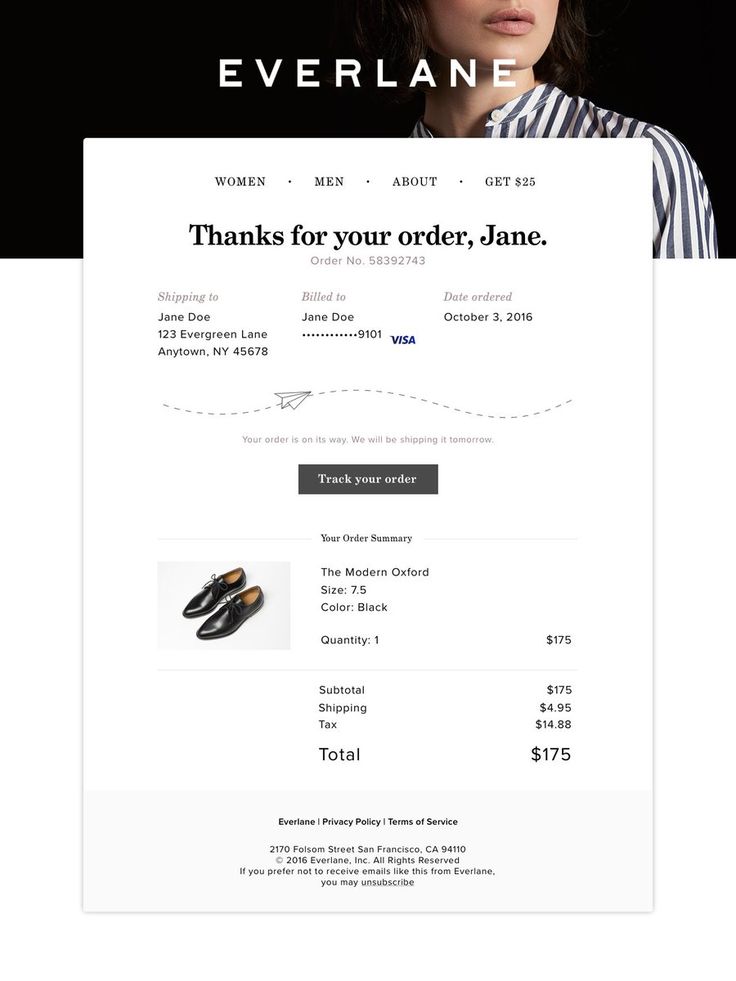 EVERLANE
WOMEN • MEN • ABOUT • GET $25
Thanks for your order, Jane.
Order No. 58392743
Shipping to
Jane Doe
123 Evergreen Lane
Anytown, NY 45678
Billed to
Jane Doe
••••••••••••9101 VISA
Date ordered
October 3, 2016
Your order is on its way. We will be shipping it tomorrow.
Track your order
Your Order Summary
The Modern Oxford
Size: 7.5
Color: Black
Quantity: 1 $175
Subtotal $175
Shipping $4.95
Tax $14.88
Total $175
Everlane | Privacy Policy | Terms of Service
2170 Folsom Street San Francisco, CA 94110
© 2016 Everlane, Inc. All Rights Reserved
If you prefer not to receive emails like this from Everlane,
you may unsubscribe